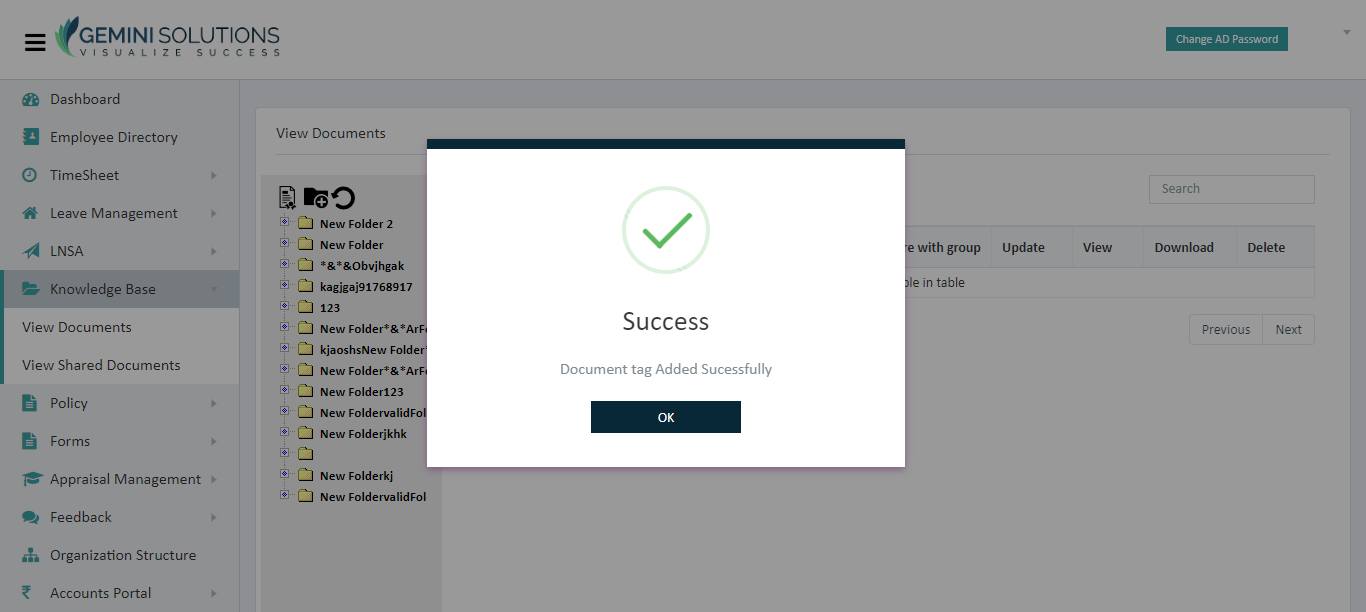 GEMINI SOLUTIONS
VISUALIZE SUCCESS
Change AD Password
Dashboard
Employee Directory
TimeSheet
Leave Management
LNSA
Knowledge Base
View Documents
View Shared Documents
Policy
Forms
Appraisal Management
Feedback
Organization Structure
Accounts Portal
View Documents
New Folder 2
New Folder
*&*&Obvjhgak
kagjgaj91768917
123
New Folder*&*ArFo
kjaoshsNew Folder*
New Folder*&*ArFo
New Folder123
New FoldervalidFol
New Folderjkhk
New Folderkj
New FoldervalidFol
Search
re with group Update View Download Delete
ble in table
Previous Next
Success
Document tag Added Sucessfully
OK